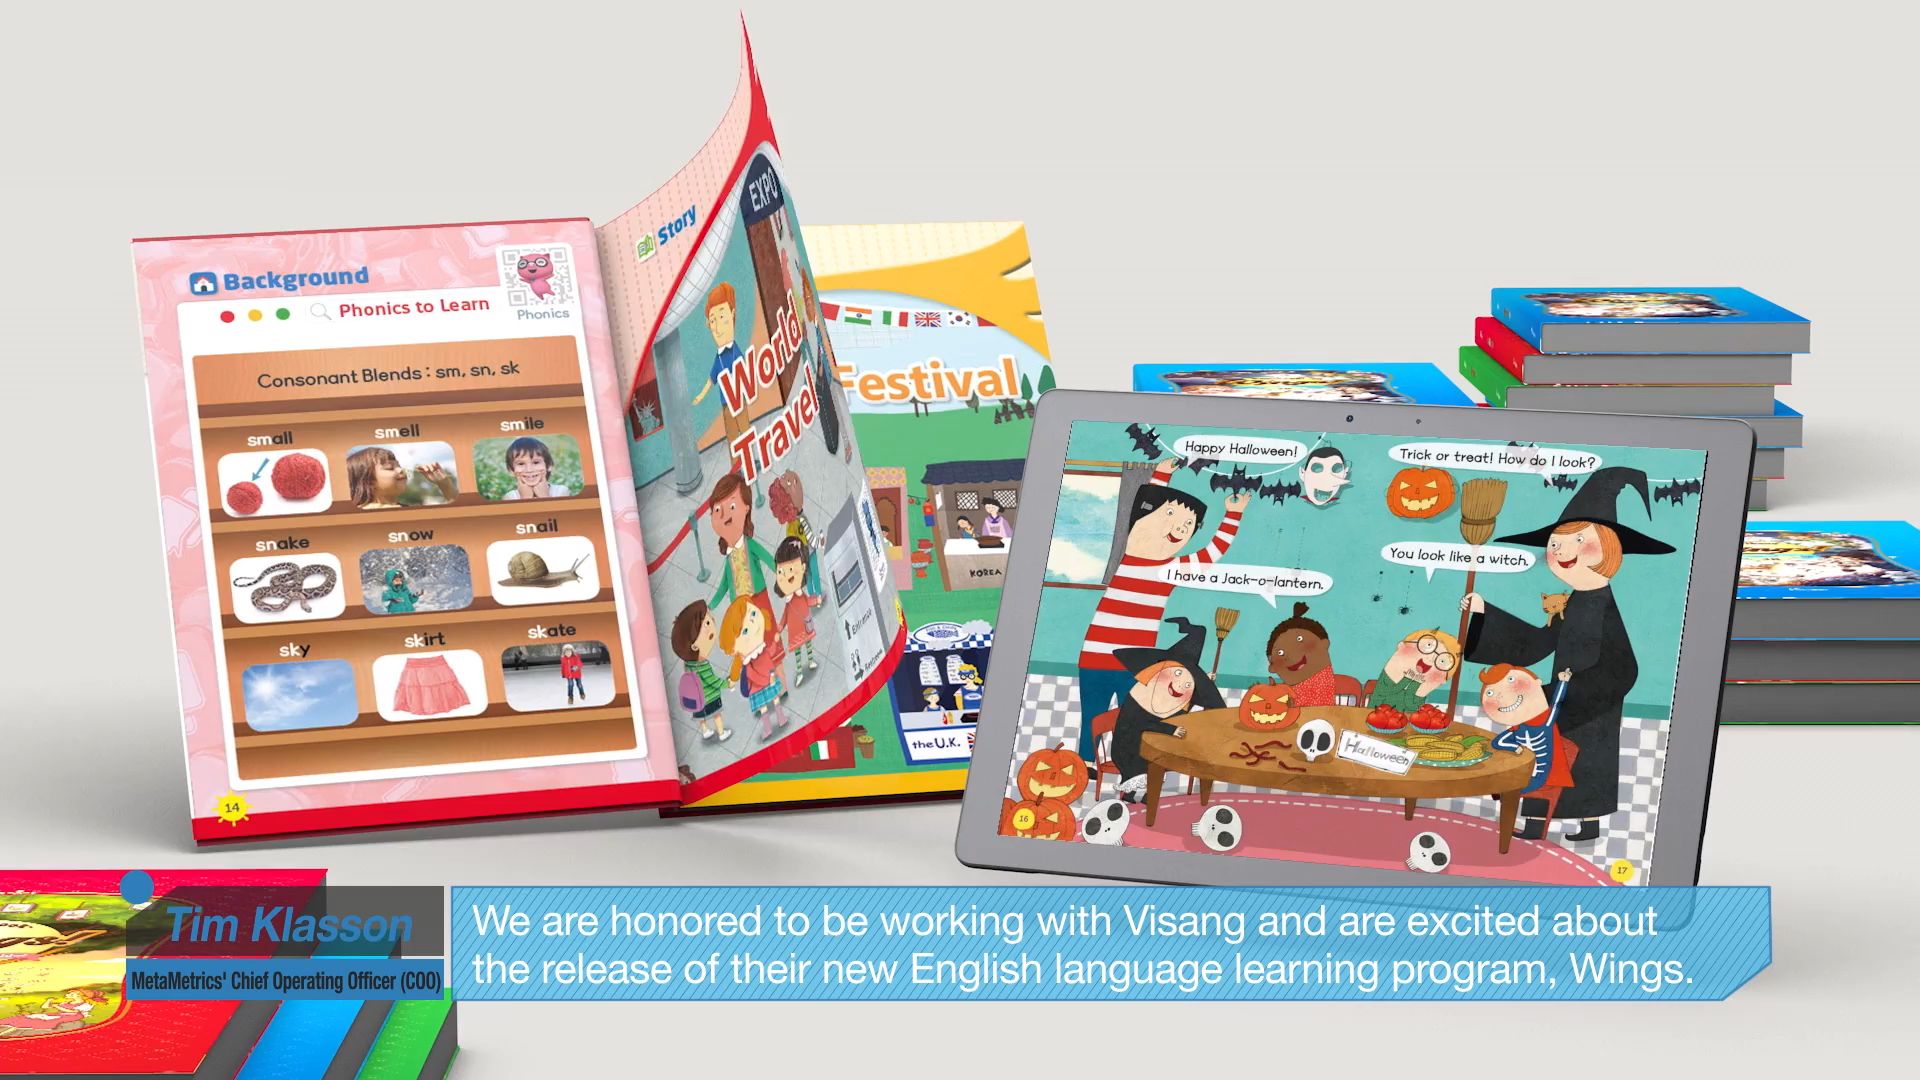 Background
Phonics to Learn
Phonics
Consonant Blends : sm, sn, sk
small
smell
smile
snake
snow
snail
sky
skirt
skate
14
Story
EXPO
World
Travel
Entrance
Festival
KOREA
the U.K.
Happy Halloween!
Trick or treat! How do I look?
You look like a witch.
I have a Jack-o-lantern.
Halloween
16
17
Tim Klasson
MetaMetrics' Chief Operating Officer (COO)
We are honored to be working with Visang and are excited about
the release of their new English language learning program, Wings.